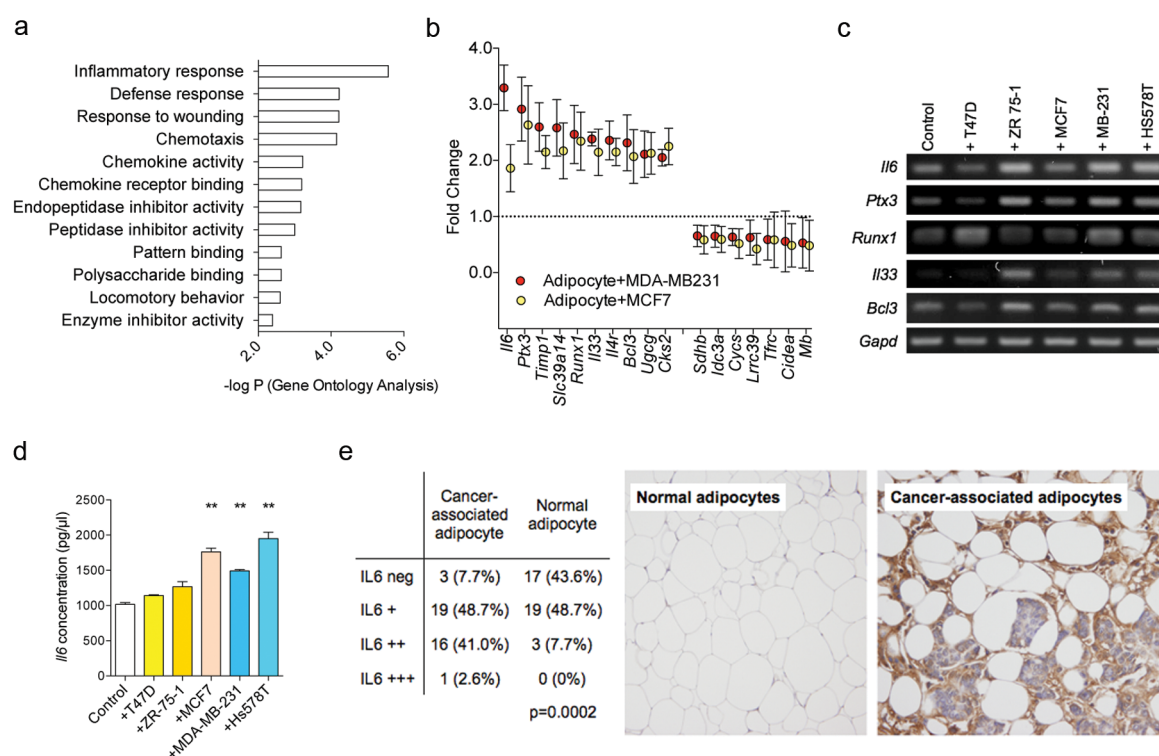 a
Inflammatory response
Defense response
Response to wounding
Chemotaxis
Chemokine activity
Chemokine receptor binding
Endopeptidase inhibitor activity
Peptidase inhibitor activity
Pattern binding
Polysaccharide binding
Locomotory behavior
Enzyme inhibitor activity
2.0
4.0
6.0
-log P (Gene Ontology Analysis)
b
Fold Change
4.0
3.0
2.0
1.0
0.0
Adipocyte+MDA-MB231
Adipocyte+MCF7
Il6
Ptx3
Timp1
Slc39a14
Runx1
Il33
Il4r
Bcl3
Ugcg
Cks2
Sdhb
Idc3a
Cycs
Lrrc39
Tfrc
Cidea
Mb
c
Control
+ T47D
+ ZR 75-1
+ MCF7
+ MB-231
+ HS578T
Il6
Ptx3
Runx1
Il33
Bcl3
Gapd
d
Il6 concentration (pg/µl)
2500
2000
1500
1000
500
0
** ** **
Control
+T47D
+ZR-75-1
+MCF7
+MDA-MB-231
+Hs578T
e
Cancer-
associated
adipocyte
Normal
adipocyte
IL6 neg 3 (7.7%) 17 (43.6%)
IL6 + 19 (48.7%) 19 (48.7%)
IL6 ++ 16 (41.0%) 3 (7.7%)
IL6 +++ 1 (2.6%) 0 (0%)
p=0.0002
Normal adipocytes
Cancer-associated adipocytes